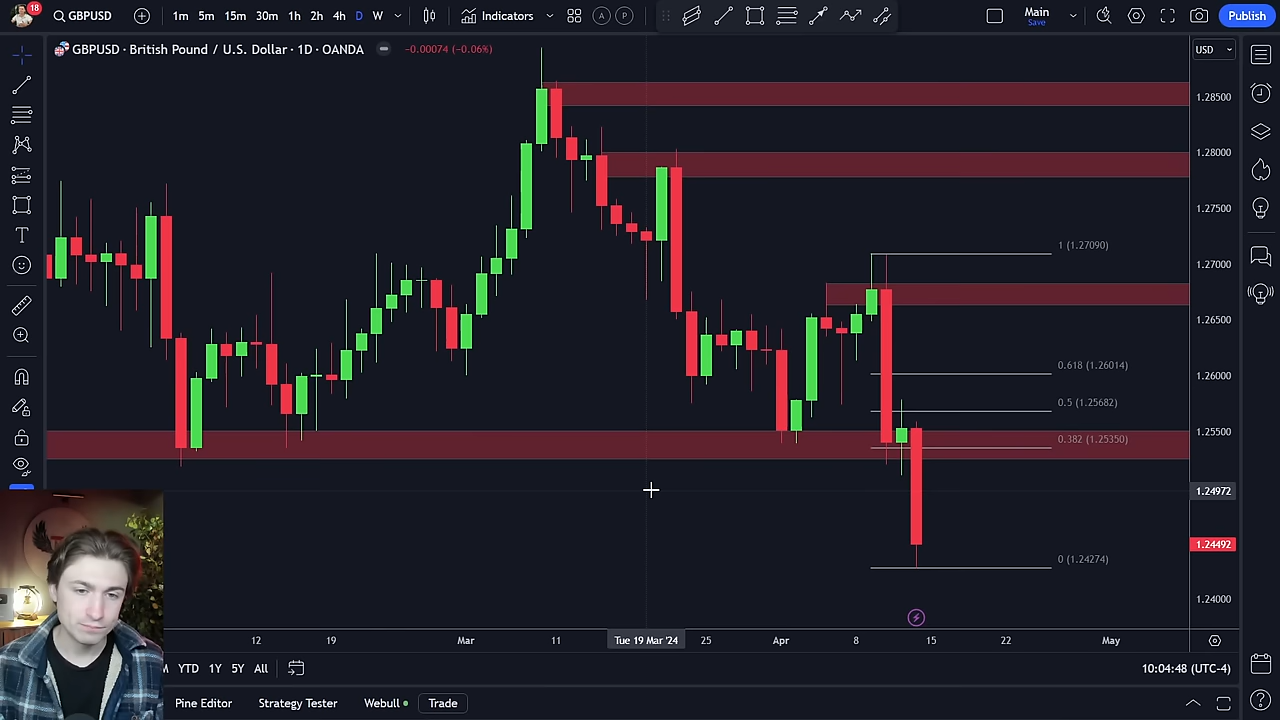 18
GBPUSD
1m 5m 15m 30m 1h 2h 4h D W
Indicators
A P
Main
Save
Publish
GBPUSD · British Pound / U.S. Dollar · 1D · OANDA
−0.00074 (−0.06%)
USD
1.28500
1.28000
1.27500
1.27000
1.26500
1.26000
1.25500
1.24972
1.24492
1.24000
1 (1.27090)
0.618 (1.26014)
0.5 (1.25682)
0.382 (1.25350)
0 (1.24274)
T
12 19 Mar 11 Tue 19 Mar '24 25 Apr 8 15 22 May
M YTD 1Y 5Y All
10:04:48 (UTC-4)
Pine Editor Strategy Tester Webull Trade